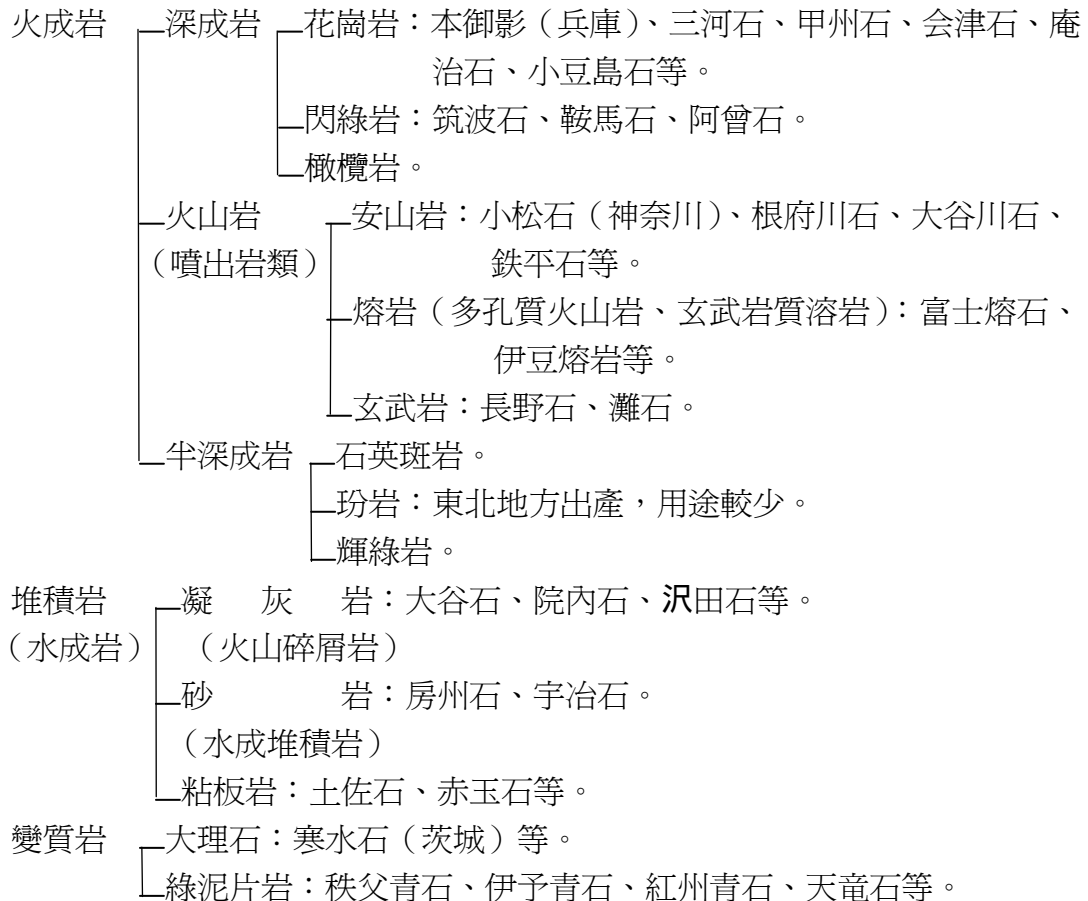 火成岩 深成岩 花崗岩：本御影（兵庫）、三河石、甲州石、会津石、庵
治石、小豆島石等。
閃綠岩：筑波石、鞍馬石、阿曾石。
橄欖岩。
火山岩 安山岩：小松石（神奈川）、根府川石、大谷川石、
（噴出岩類） 鉄平石等。
熔岩（多孔質火山岩、玄武岩質溶岩）：富士熔石、
伊豆熔岩等。
玄武岩：長野石、灘石。
半深成岩 石英斑岩。
玢岩：東北地方出產，用途較少。
輝綠岩。
堆積岩 凝 灰 岩：大谷石、院內石、沢田石等。
（水成岩） （火山碎屑岩）
砂 岩：房州石、宇冶石。
（水成堆積岩）
粘板岩：土佐石、赤玉石等。
變質岩 大理石：寒水石（茨城）等。
綠泥片岩：秩父青石、伊予青石、紅州青石、天竜石等。